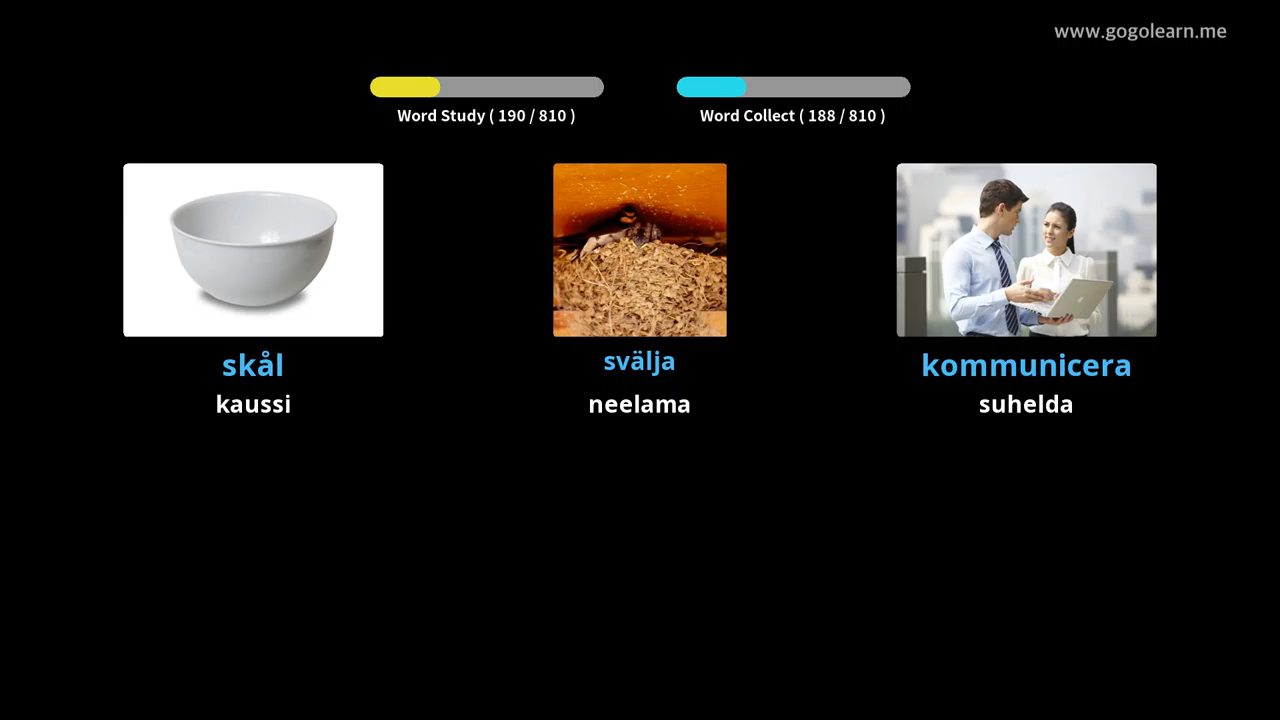 www.gogolearn.me
Word Study ( 190 / 810 )
Word Collect ( 188 / 810 )
skål
svälja
kommunicera
kaussi
neelama
suhelda